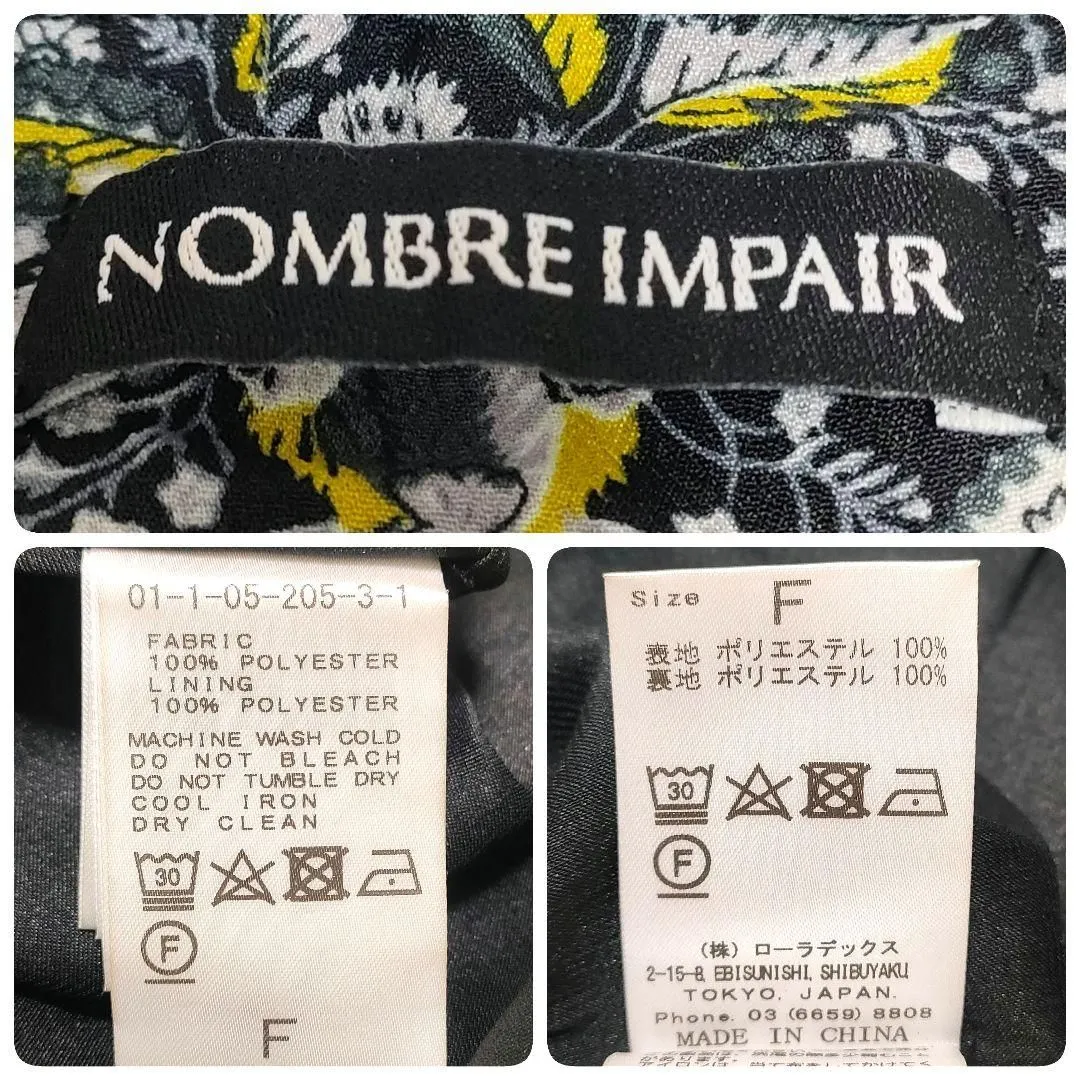 NOMBRE IMPAIR
01-1-05-205-3-1
FABRIC
100% POLYESTER
LINING
100% POLYESTER
MACHINE WASH COLD
DO NOT BLEACH
DO NOT TUMBLE DRY
COOL IRON
DRY CLEAN
30
F
F
Size F
表地 ポリエステル 100%
裏地 ポリエステル 100%
30
F
(株) ローラデックス
2-15-8, EBISUNISHI, SHIBUYAKU
TOKYO, JAPAN.
Phone. 03 (6659) 8808
MADE IN CHINA